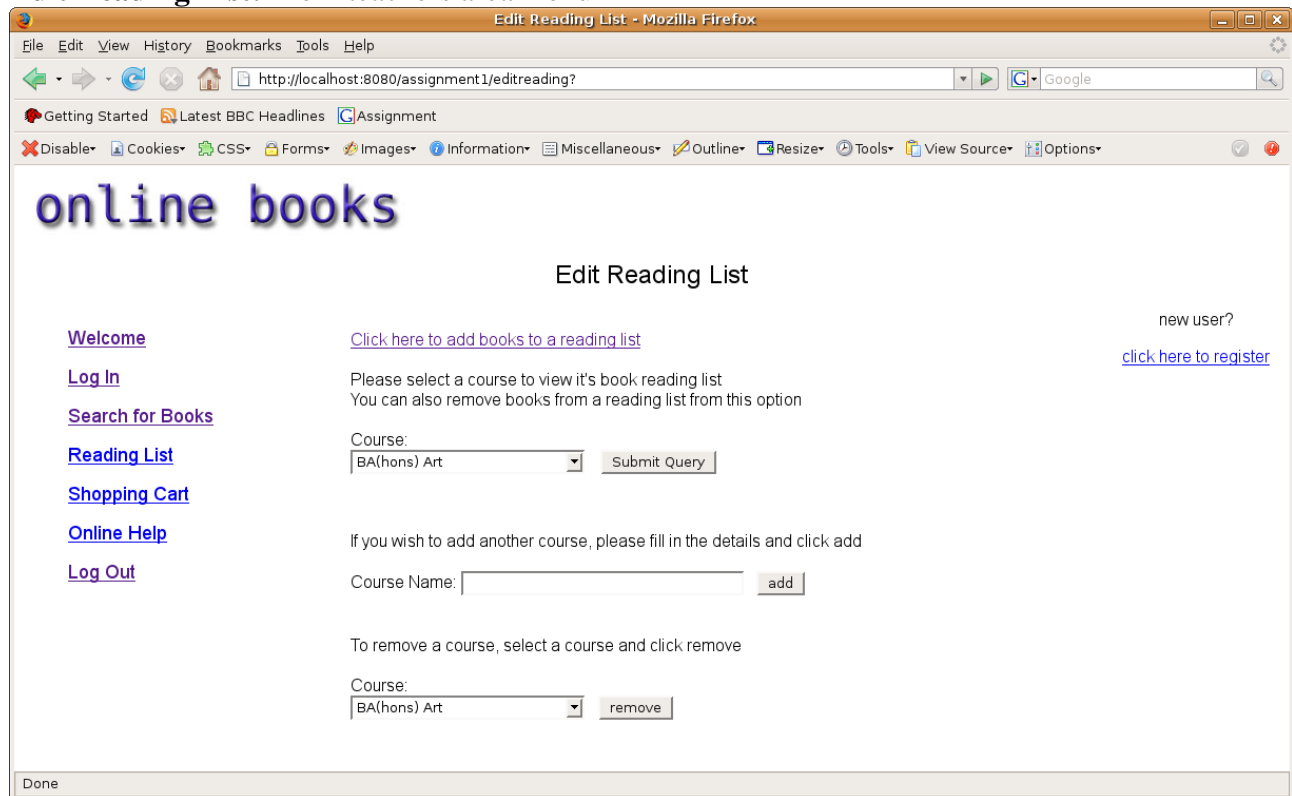 Edit Reading List - Mozilla Firefox
File Edit View History Bookmarks Tools Help
http://localhost:8080/assignment1/editreading?
Google
Getting Started Latest BBC Headlines Assignment
Disable Cookies CSS Forms Images Information Miscellaneous Outline Resize Tools View Source Options
online books
Edit Reading List
new user?
click here to register
Welcome
Log In
Search for Books
Reading List
Shopping Cart
Online Help
Log Out
Click here to add books to a reading list
Please select a course to view it's book reading list
You can also remove books from a reading list from this option
Course:
BA(hons) Art Submit Query
If you wish to add another course, please fill in the details and click add
Course Name: add
To remove a course, select a course and click remove
Course:
BA(hons) Art remove
Done